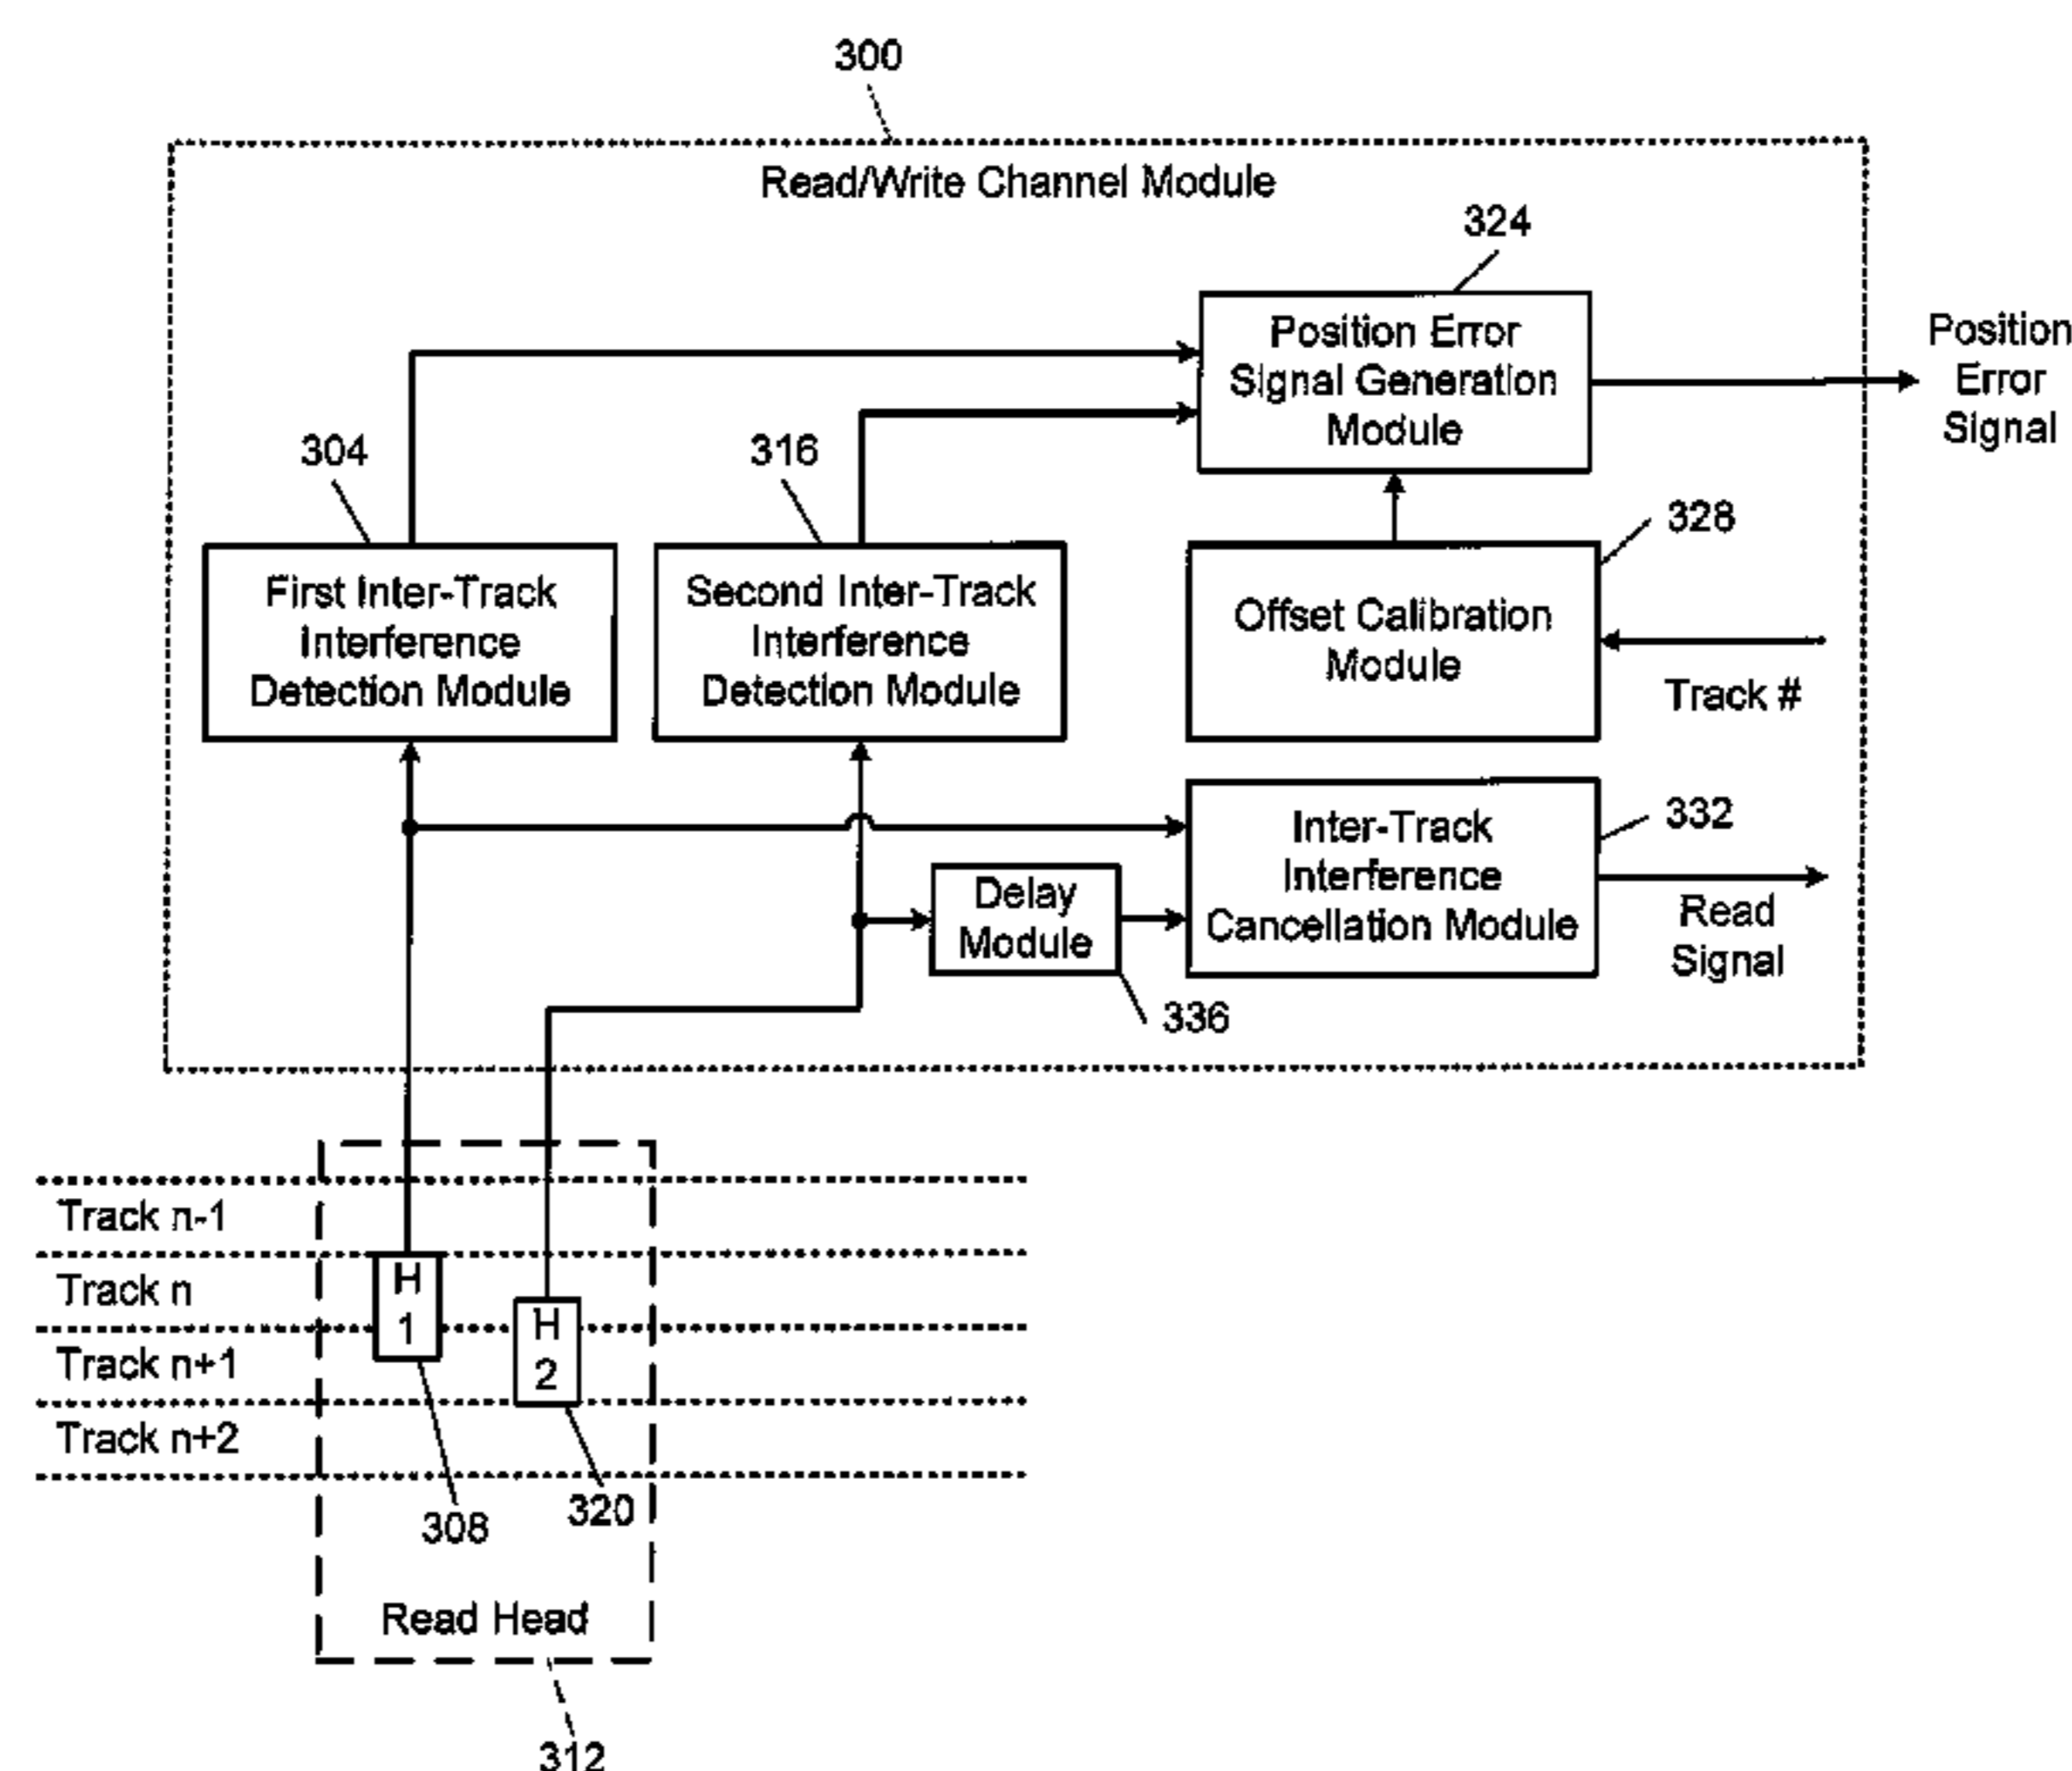 300
Read/Write Channel Module
324
Position Error
Signal Generation
Module
Position
Error
Signal
304
316
328
First Inter-Track
Interference
Detection Module
Second Inter-Track
Interference
Detection Module
Offset Calibration
Module
Track #
332
Inter-Track
Interference
Cancellation Module
Delay
Module
Read
Signal
336
Track n-1
Track n
Track n+1
Track n+2
H
1
H
2
308
320
Read Head
312